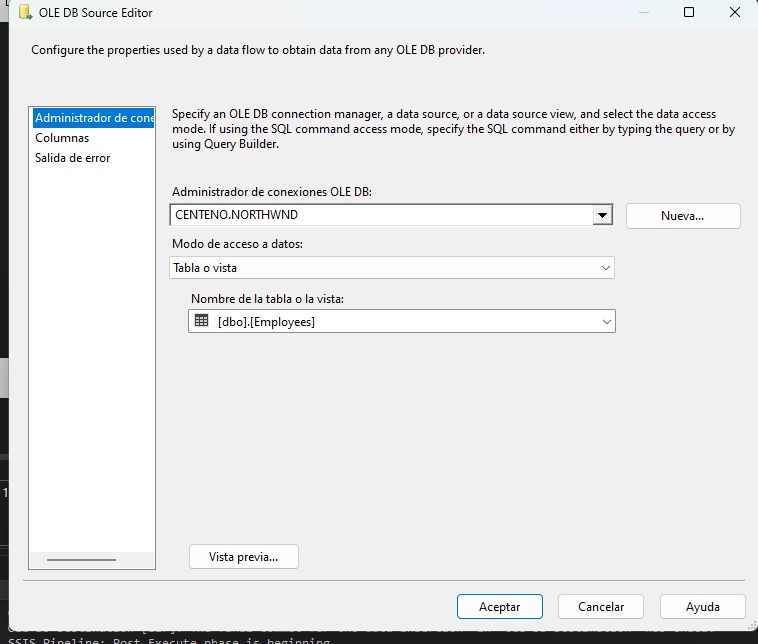 OLE DB Source Editor
Configure the properties used by a data flow to obtain data from any OLE DB provider.
Administrador de cone
Columnas
Salida de error
Specify an OLE DB connection manager, a data source, or a data source view, and select the data access
mode. If using the SQL command access mode, specify the SQL command either by typing the query or by
using Query Builder.
Administrador de conexiones OLE DB:
CENTENO.NORTHWND
Nueva...
Modo de acceso a datos:
Tabla o vista
Nombre de la tabla o la vista:
[dbo].[Employees]
1
Vista previa...
Aceptar
Cancelar
Ayuda
SSIS.Pipeline: Post Execute phase is beginning.